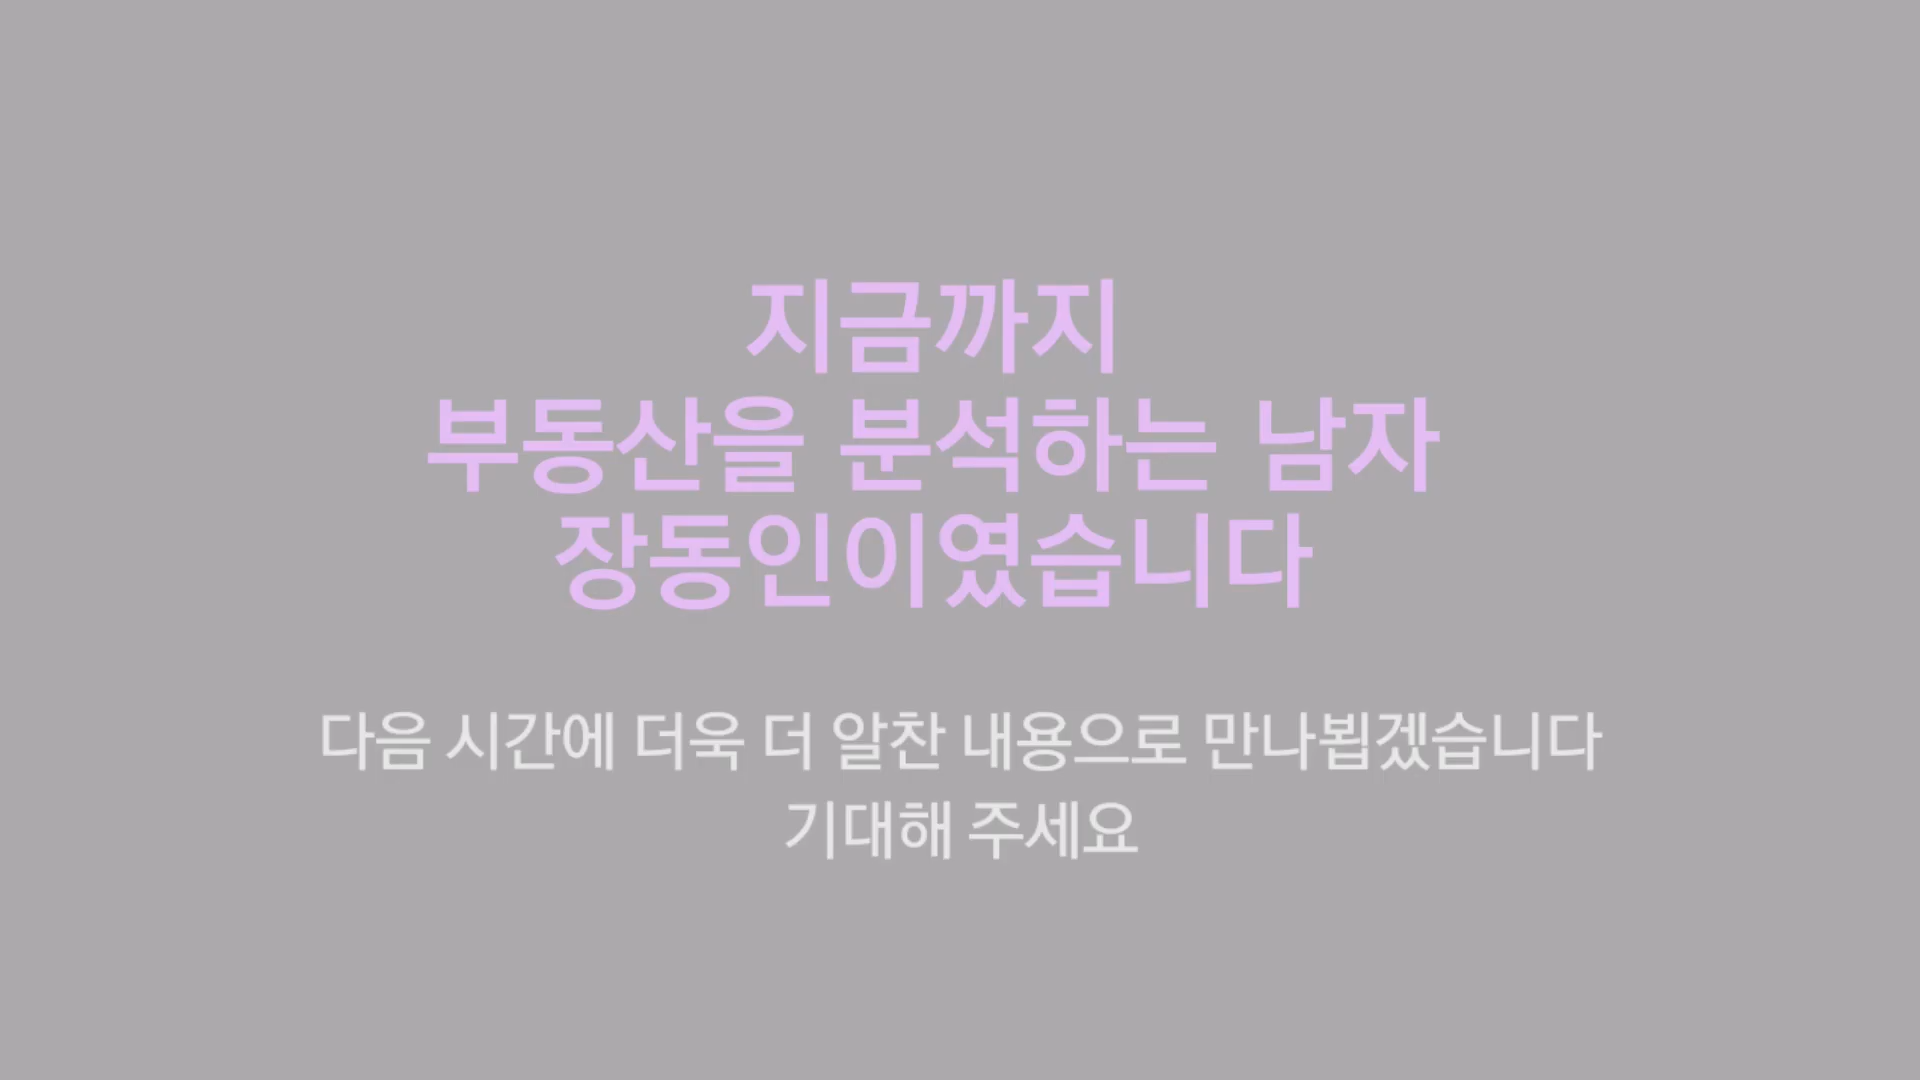 지금까지
부동산을 분석하는 남자
장동인이였습니다
다음 시간에 더욱 더 알찬 내용으로 만나뵙겠습니다
기대해 주세요